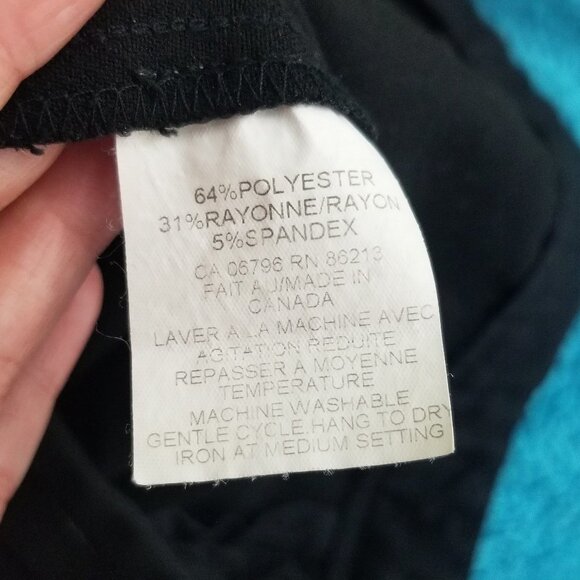 64%POLYESTER
31%RAYONNE/RAYON
5%SPANDEX
CA 06796 RN 86213
FAIT AU/MADE IN
CANADA
LAVER A LA MACHINE AVEC
AGITATION REDUITE
REPASSER A MOYENNE
TEMPERATURE
MACHINE WASHABLE
GENTLE CYCLE.HANG TO DRY
IRON AT MEDIUM SETTING